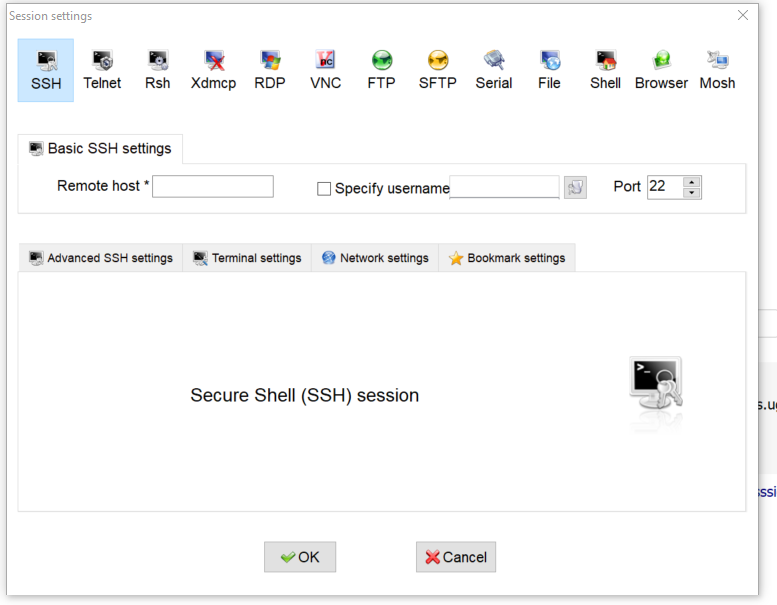 Session settings
SSH Telnet Rsh Xdmcp RDP VNC FTP SFTP Serial File Shell Browser Mosh
Basic SSH settings
Remote host * Specify username Port 22
Advanced SSH settings Terminal settings Network settings Bookmark settings
Secure Shell (SSH) session
OK Cancel